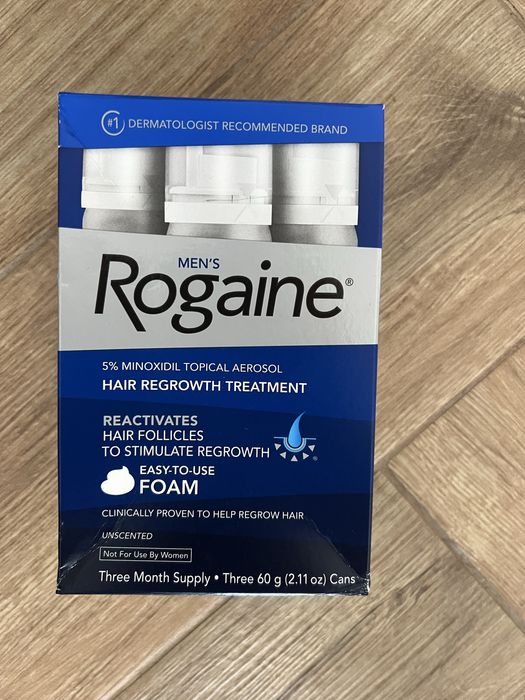 #1 DERMATOLOGIST RECOMMENDED BRAND
MEN'S
Rogaine®
5% MINOXIDIL TOPICAL AEROSOL
HAIR REGROWTH TREATMENT
REACTIVATES
HAIR FOLLICLES
TO STIMULATE REGROWTH
®
EASY-TO-USE
FOAM
CLINICALLY PROVEN TO HELP REGROW HAIR
UNSCENTED
Not For Use By Women
Three Month Supply • Three 60 g (2.11 oz) Cans